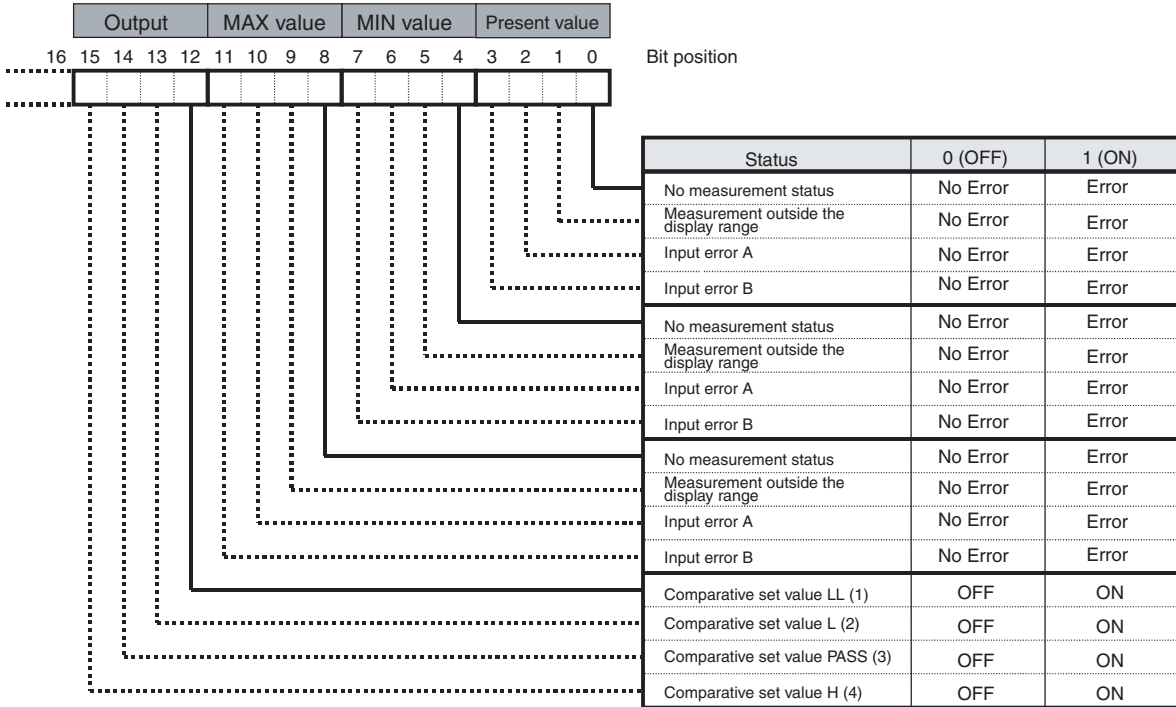 Output MAX value MIN value Present value
16 15 14 13 12 11 10 9 8 7 6 5 4 3 2 1 0 Bit position
Status 0 (OFF) 1 (ON)
No measurement status No Error Error
Measurement outside the
display range No Error Error
Input error A No Error Error
Input error B No Error Error
No measurement status No Error Error
Measurement outside the
display range No Error Error
Input error A No Error Error
Input error B No Error Error
No measurement status No Error Error
Measurement outside the
display range No Error Error
Input error A No Error Error
Input error B No Error Error
Comparative set value LL (1) OFF ON
Comparative set value L (2) OFF ON
Comparative set value PASS (3) OFF ON
Comparative set value H (4) OFF ON